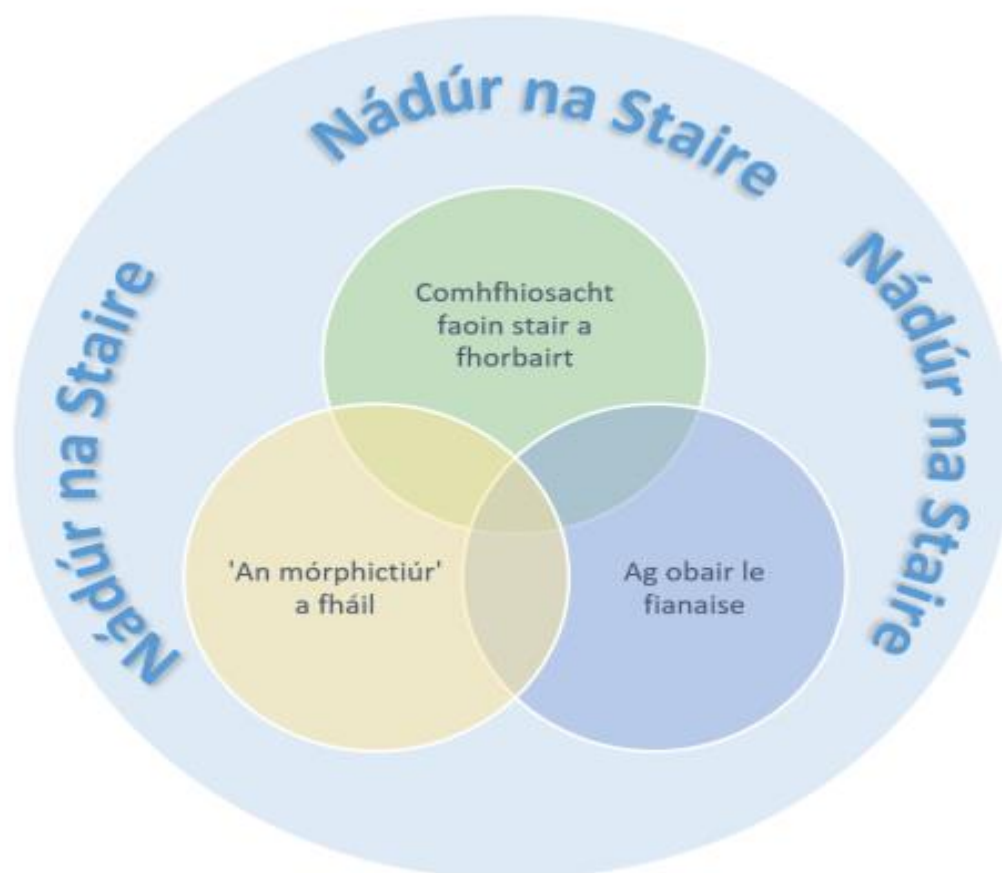 Nádúr na Staire
Nádúr na Staire
Nádúr na Staire
Comhfhiosacht
faoin stair a
fhorbairt
'An mórphictiúr'
a fháil
Ag obair le
fianaise